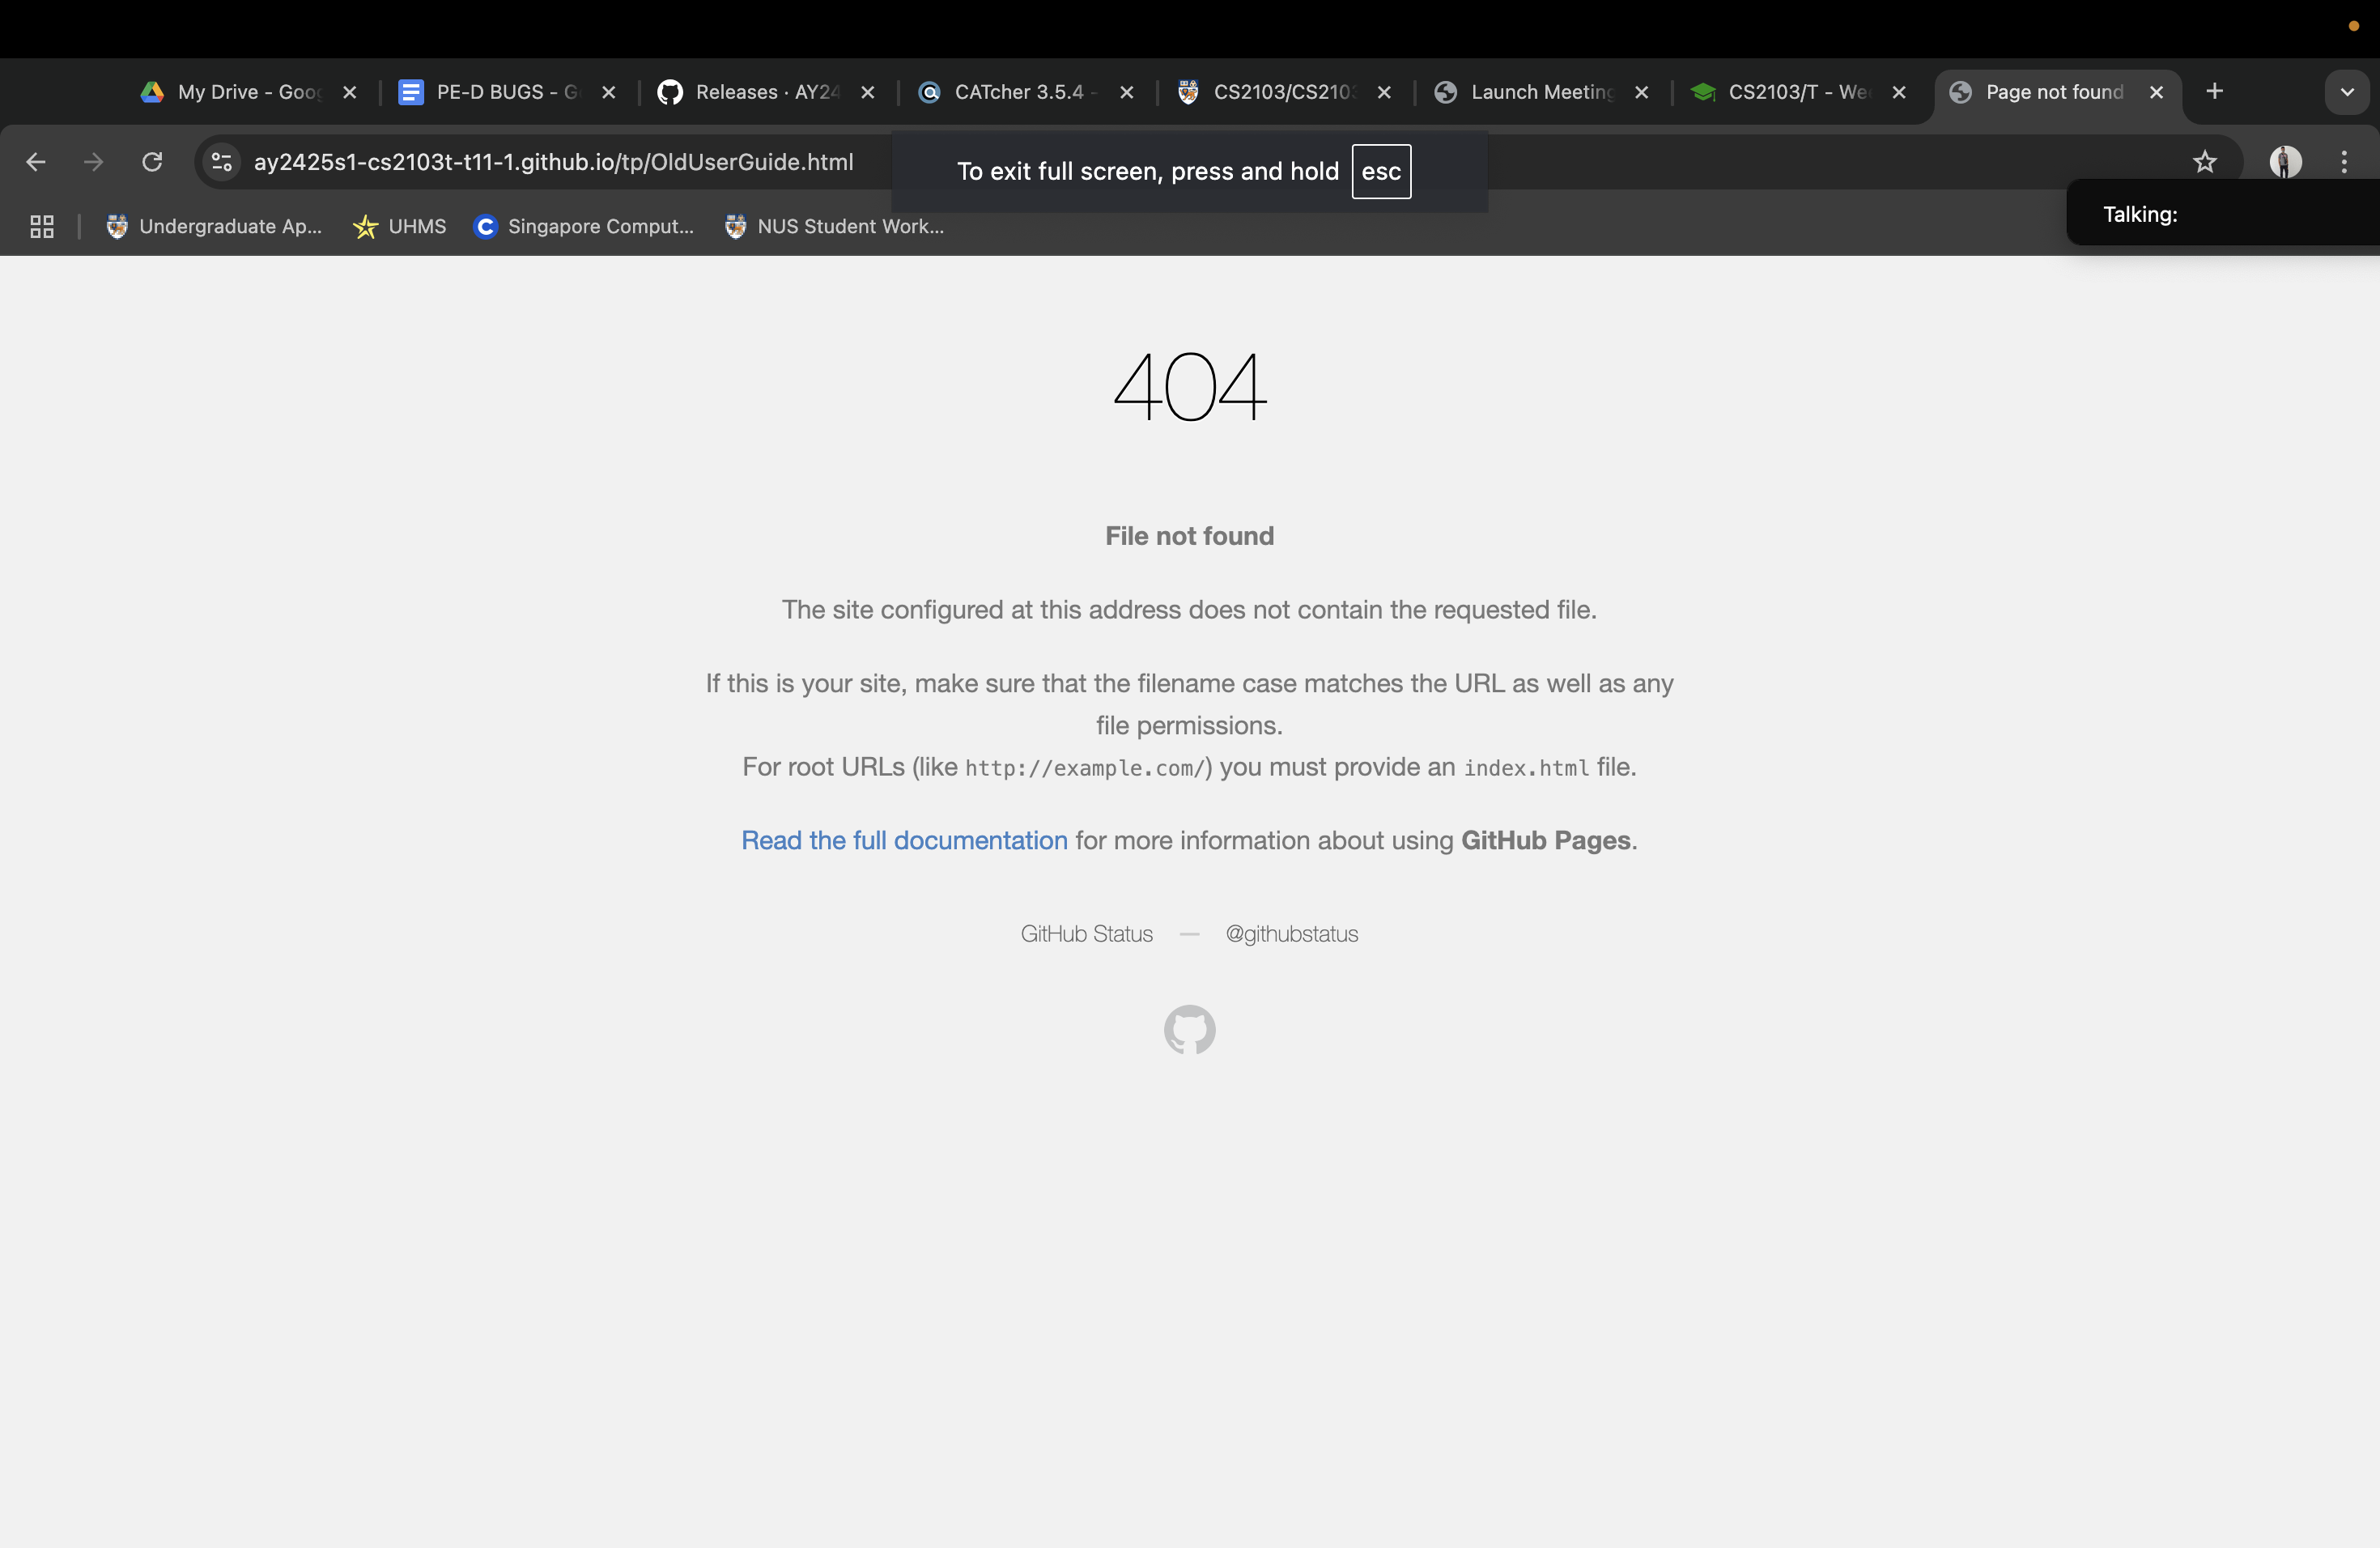 My Drive - Goog
PE-D BUGS - G
Releases · AY24
CATcher 3.5.4 -
CS2103/CS2103
Launch Meeting
CS2103/T - We
Page not found
ay2425s1-cs2103t-t11-1.github.io/tp/OldUserGuide.html
To exit full screen, press and hold esc
Talking:
Undergraduate Ap...
UHMS
Singapore Comput...
NUS Student Work...
404
File not found
The site configured at this address does not contain the requested file.
If this is your site, make sure that the filename case matches the URL as well as any
file permissions.
For root URLs (like http://example.com/) you must provide an index.html file.
Read the full documentation for more information about using GitHub Pages.
GitHub Status — @githubstatus